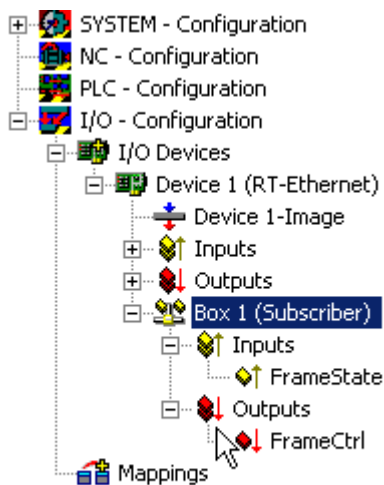 SYSTEM - Configuration
NC - Configuration
PLC - Configuration
I/O - Configuration
I/O Devices
Device 1 (RT-Ethernet)
Device 1-Image
Inputs
Outputs
Box 1 (Subscriber)
Inputs
FrameState
Outputs
FrameCtrl
Mappings